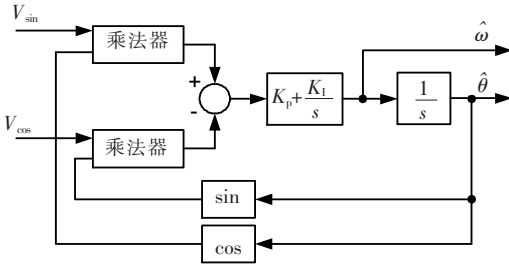 V_sin
乘法器
+
-
V_cos
乘法器
K_p+K_I/s
1/s
ω̂
θ̂
sin
cos